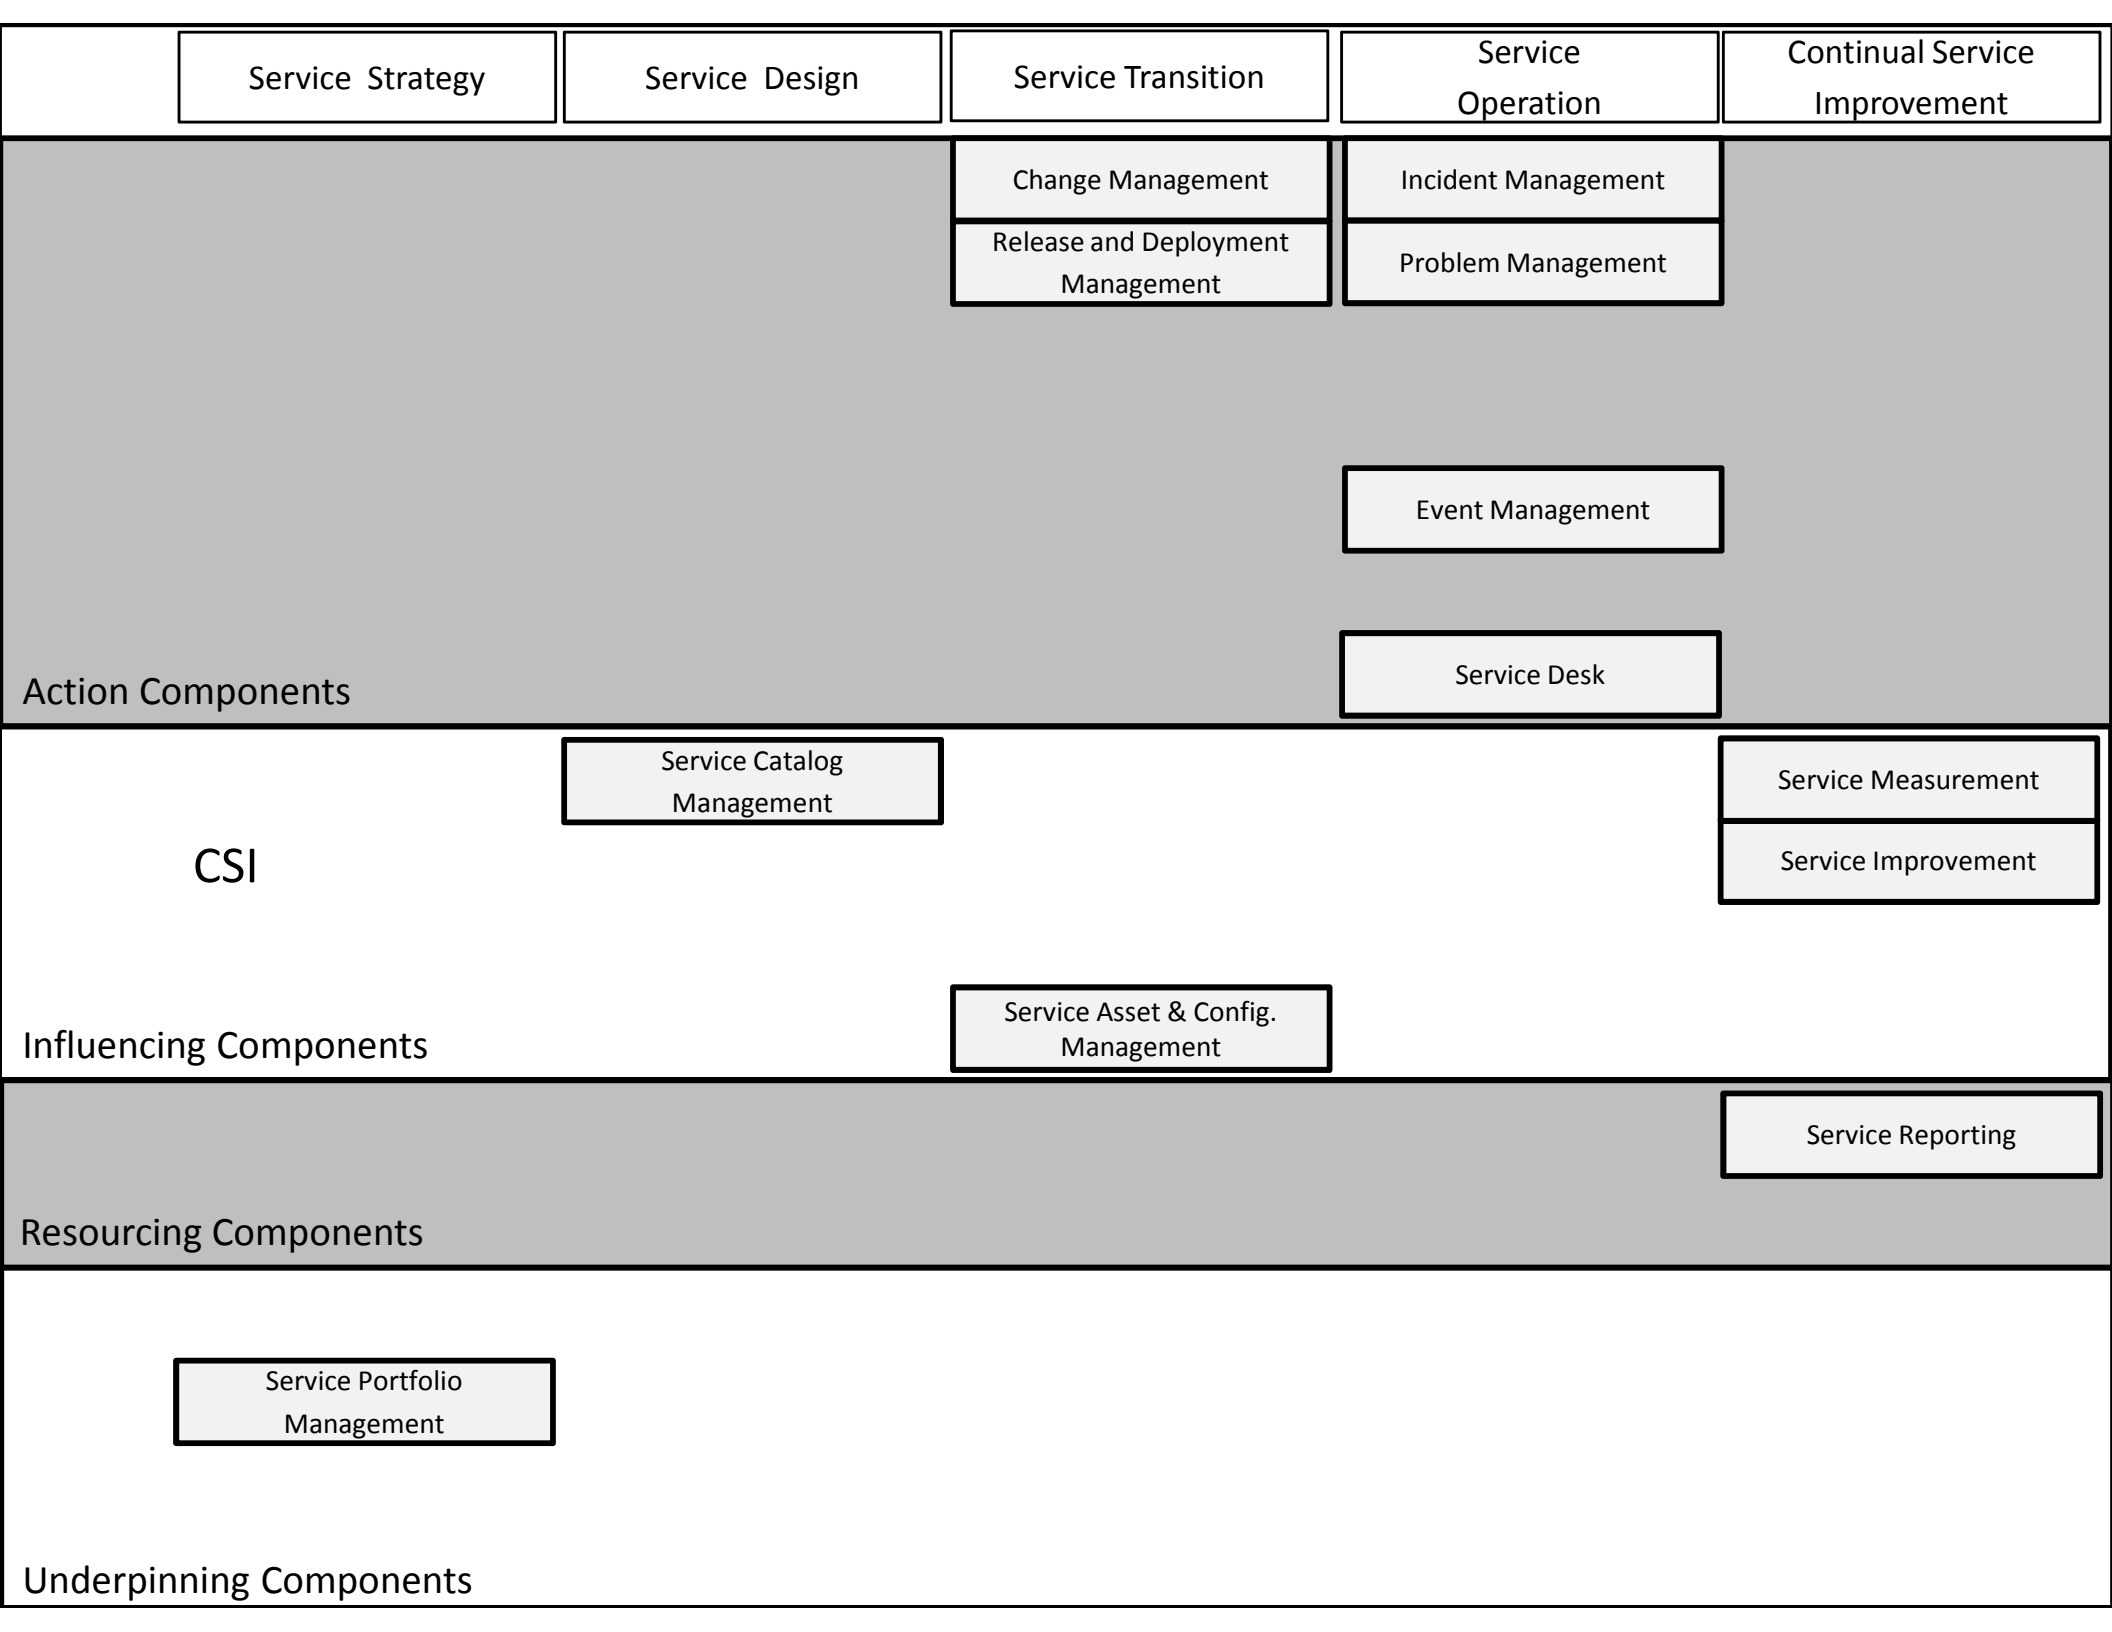 Service Strategy
Service Design
Service Transition
Service
Operation
Continual Service
Improvement
Change Management
Incident Management
Release and Deployment
Management
Problem Management
Event Management
Service Desk
Action Components
Service Catalog
Management
Service Measurement
CSI
Service Improvement
Service Asset & Config.
Management
Influencing Components
Service Reporting
Resourcing Components
Service Portfolio
Management
Underpinning Components